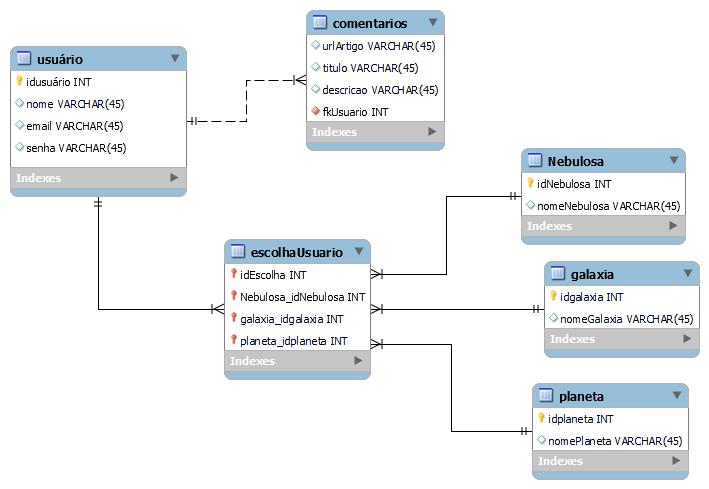 usuário
idusuário INT
nome VARCHAR(45)
email VARCHAR(45)
senha VARCHAR(45)
Indexes
comentarios
urlArtigo VARCHAR(45)
titulo VARCHAR(45)
descricao VARCHAR(45)
fkUsuario INT
Indexes
Nebulosa
idNebulosa INT
nomeNebulosa VARCHAR(45)
Indexes
escolhaUsuario
idEscolha INT
Nebulosa_idNebulosa INT
galaxia_idgalaxia INT
planeta_idplaneta INT
Indexes
galaxia
idgalaxia INT
nomeGalaxia VARCHAR(45)
Indexes
planeta
idplaneta INT
nomePlaneta VARCHAR(45)
Indexes